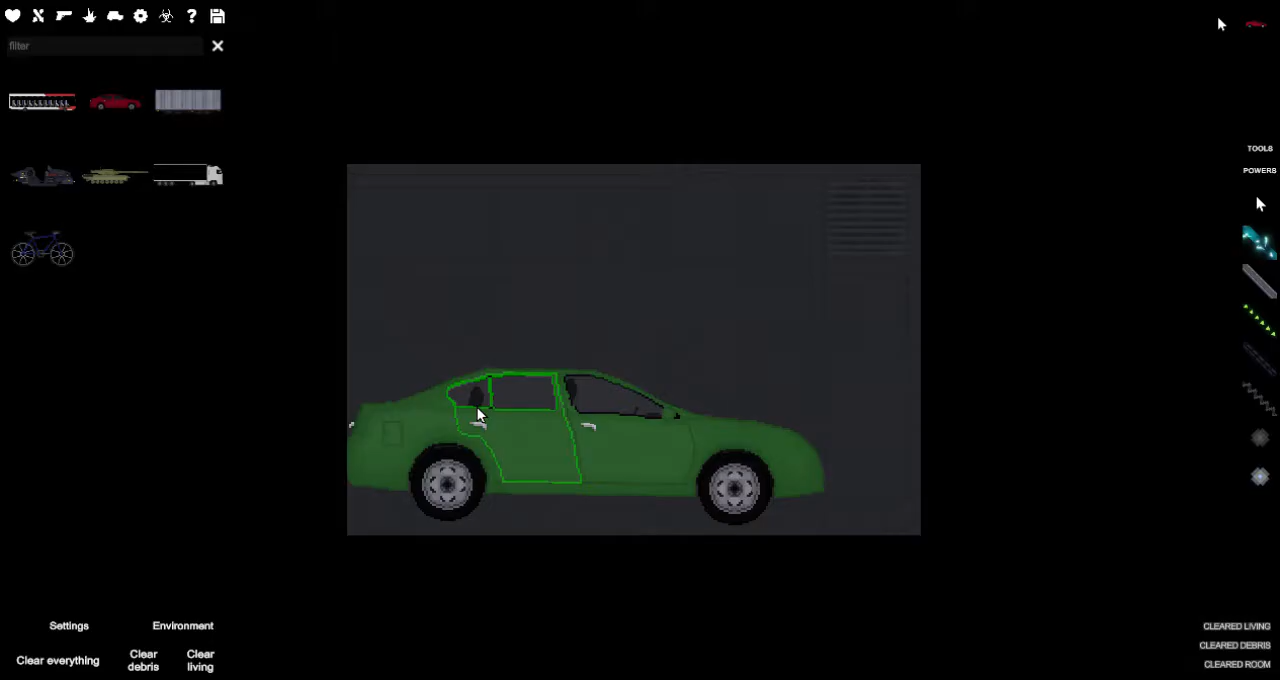 ?
filter
TOOLS
POWERS
Settings
Environment
Clear everything
Clear
debris
Clear
living
CLEARED LIVING
CLEARED DEBRIS
CLEARED ROOM